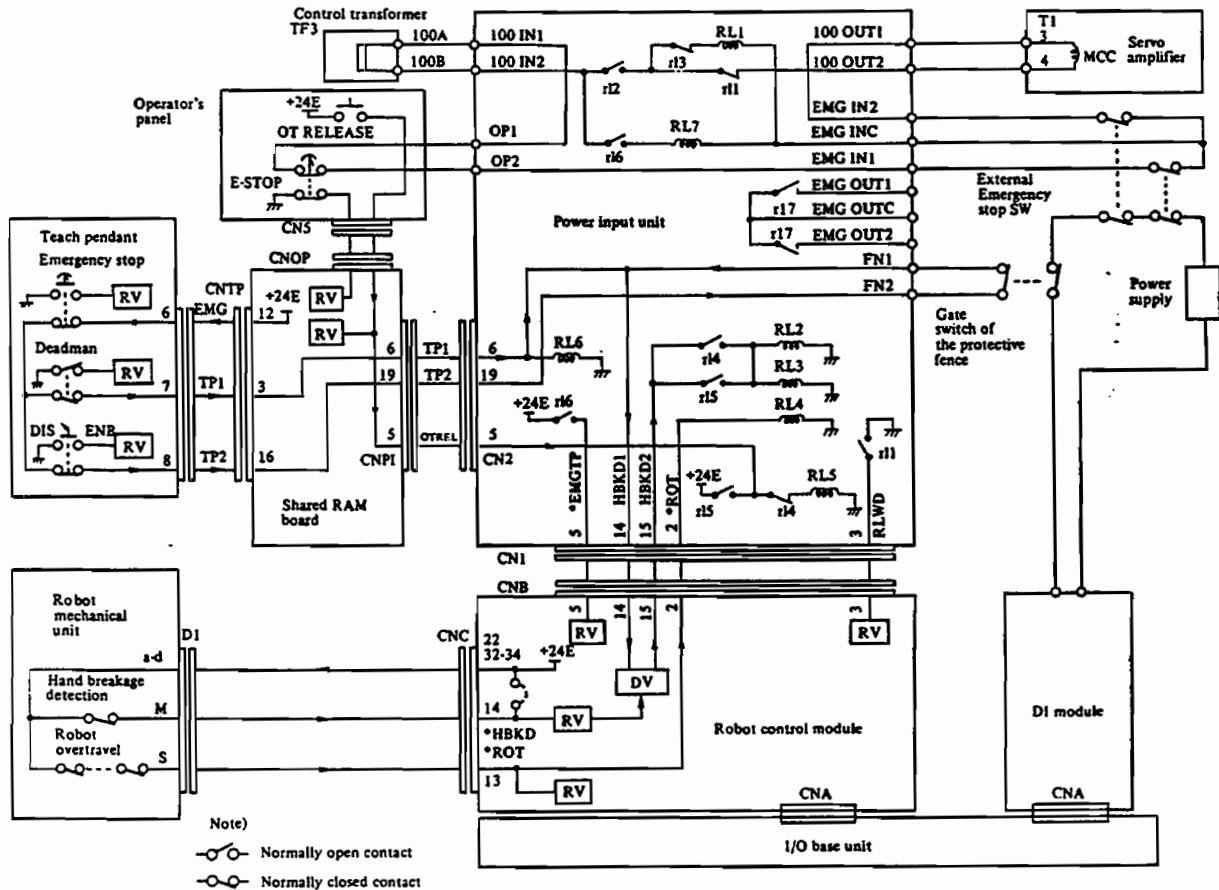 Control transformer
TF3
100A
100B
100 IN1
100 IN2
RL1
rl3
rl2
rl1
100 OUT1
100 OUT2
T1
3
4
MCC
Servo
amplifier
Operator's
panel
+24E
OT RELEASE
E-STOP
OP1
OP2
rl6
RL7
EMG IN2
EMG INC
EMG IN1
External
Emergency
stop SW
EMG OUT1
rl7
EMG OUTC
rl7
EMG OUT2
Power input unit
CN5
CNOP
FN1
FN2
Gate
switch of
the protective
fence
Power
supply
Teach pendant
Emergency stop
RV
CNTP
EMG
6
12
+24E
RV
RV
Deadman
RV
7
TP1
3
DIS
ENB
RV
8
TP2
16
6
19
5
CNPI
TP1
TP2
OTREL
6
19
5
CN2
Shared RAM
board
RL6
+24E
rl6
rl4
rl5
RL2
RL3
RL4
rl1
+24E
rl5
rl4
RL5
*EMGTP
HBKD1
HBKD2
*ROT
RLWD
5
14
15
2
3
CN1
CNB
5
14
15
2
3
RV
RV
Robot
mechanical
unit
D1
a-d
Hand breakage
detection
M
Robot
overtravel
S
CNC
22
32-34
+24E
14
RV
DV
*HBKD
*ROT
13
RV
Robot control module
CNA
D1 module
CNA
I/O base unit
Note)
Normally open contact
Normally closed contact